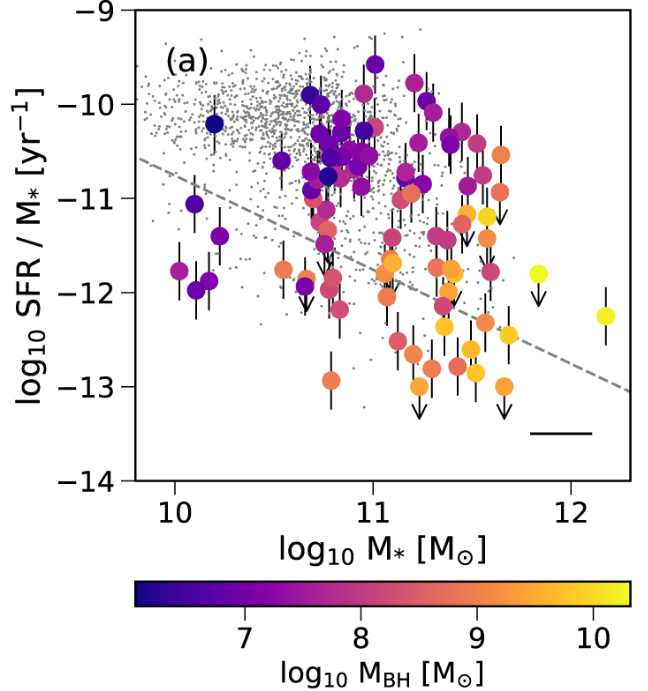 (a)
log₁₀ SFR / M* [yr⁻¹]
−9
−10
−11
−12
−13
−14
10 11 12
log₁₀ M* [M⊙]
7 8 9 10
log₁₀ M_BH [M⊙]